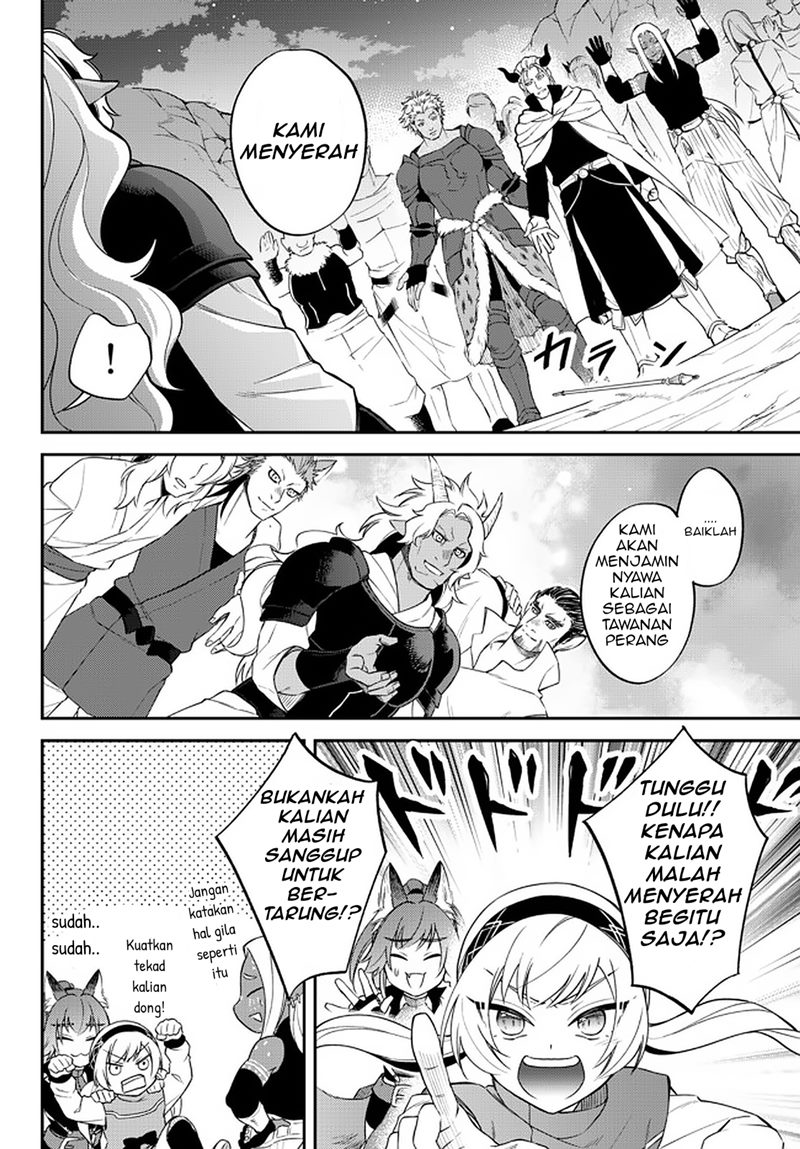 KAMI
MENYERAH
!
カラン
....
BAIKLAH
KAMI
AKAN
MENJAMIN
NYAWA
KALIAN
SEBAGAI
TAWANAN
PERANG
TUNGGU
DULU!!
KENAPA
KALIAN
MALAH
MENYERAH
BEGITU
SAJA!?
ドドドド
BUKANKAH
KALIAN
MASIH
SANGGUP
UNTUK
BER-
TARUNG!?
Jangan
katakan
hal gila
seperti
itu
Kuatkan
tekad
kalian
dong!
sudah..
sudah..